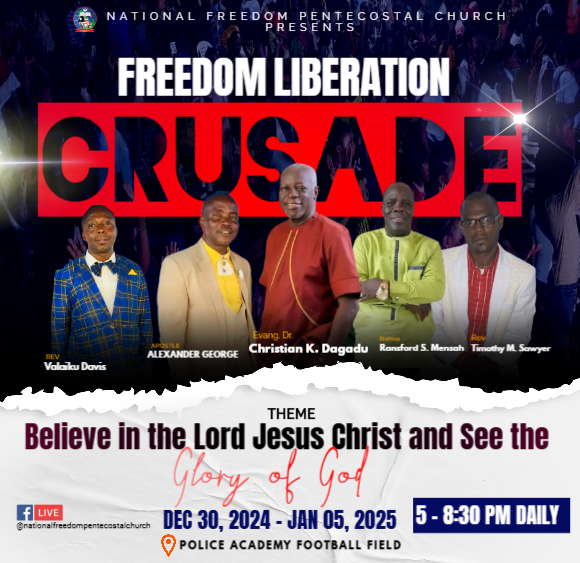 NATIONAL FREEDOM PENTECOSTAL CHURCH
PRESENTS
FREEDOM LIBERATION
CRUSADE
REV
Valaiku Davis
APOSTLE
ALEXANDER GEORGE
Evang. Dr.
Christian K. Dagadu
Bishop
Ransford S. Mensah
Rev
Timothy M. Sawyer
THEME
Believe in the Lord Jesus Christ and See the
Glory of God
LIVE
@nationalfreedompentecostalchurch
DEC 30, 2024 - JAN 05, 2025
5 - 8:30 PM DAILY
POLICE ACADEMY FOOTBALL FIELD